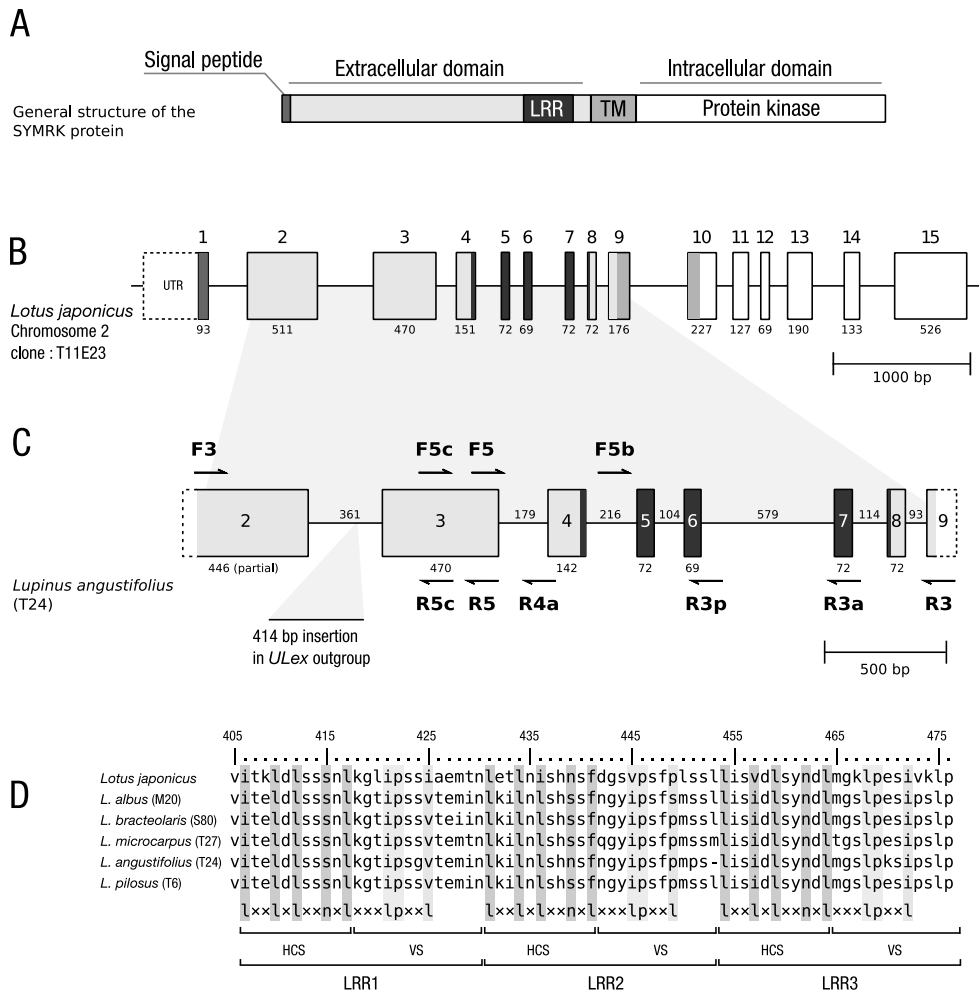 A
Signal peptide
Extracellular domain
Intracellular domain
General structure of the
SYMRK protein
LRR TM Protein kinase
B
1 2 3 4 5 6 7 8 9 10 11 12 13 14 15
UTR
93 511 470 151 72 69 72 72 176 227 127 69 190 133 526
Lotus japonicus
Chromosome 2
clone : T11E23
1000 bp
C
F3 F5c F5 F5b
2 361 3 179 4 216 5 104 6 579 7 114 8 93 9
446 (partial) 470 142 72 69 72 72
Lupinus angustifolius
(T24)
R5c R5 R4a R3p R3a R3
414 bp insertion
in ULex outgroup
500 bp
D
405 415 425 435 445 455 465 475
Lotus japonicus vitkldlsssnlkglipssiaemtnletlnishnsfdgsvpsfplssllisvdlsyndlmgklpesivklp
L. albus (M20) viteldlsssnlkgtipssvteminlkilnlshssfngyipsfsmssllisidlsyndlmgslpesipslp
L. bracteolaris (S80) viteldlsssnlkgtipssvteiinlkilnlshssfngyipsfpmssllisidlsyndlmgslpesipslp
L. microcarpus (T27) viteldlsssnlkgtipssvteminlkilnlshssfqgyipsfpmssmlisidlsyndltgslpesipslp
L. angustifolius (T24) viteldlsssnlkgtipsgvteminlkilnlshssfngyipsfpmps-lisidlsyndlmgslpksipslp
L. pilosus (T6) viteldlsssnlkgtipssvteminlkilnlshssfngyipsfpmssllisidlsyndlmgslpesipslp
l××l×l××n×l×××lp××l l××l×l××n×l×××lp××l l××l×l××n×l×××lp××l
HCS VS HCS VS HCS VS
LRR1 LRR2 LRR3